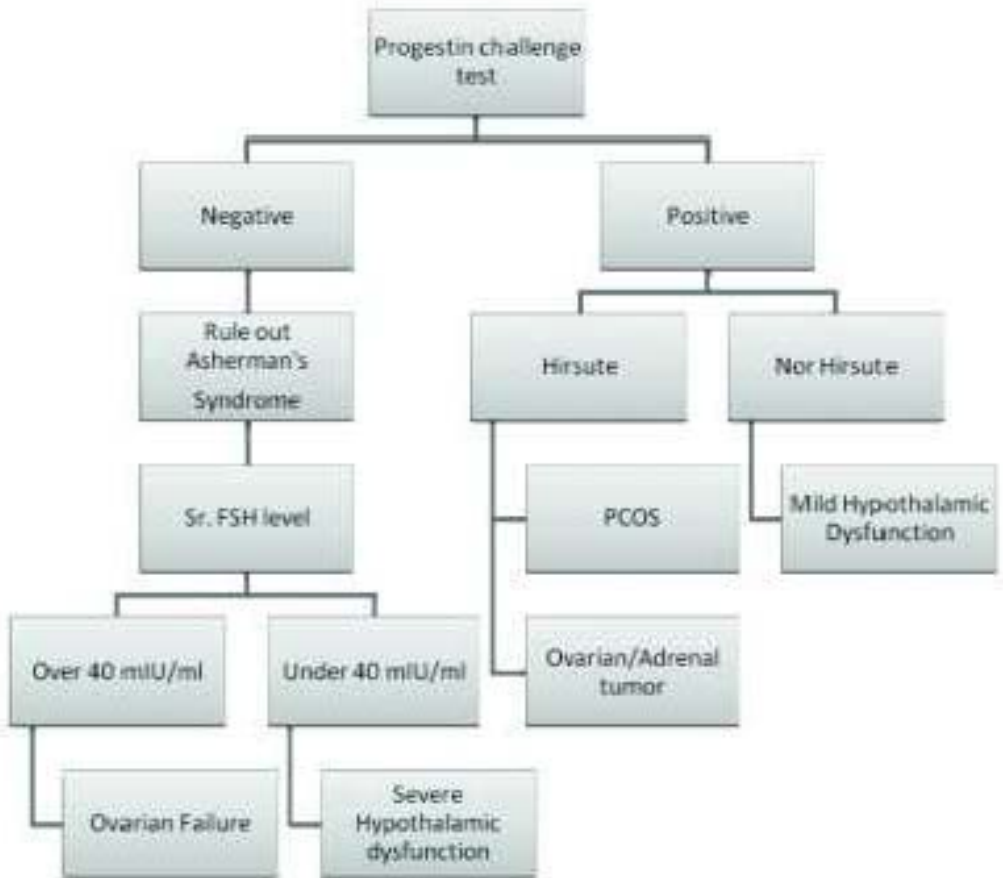 Progestin challenge
test
Negative
Positive
Rule out
Asherman's
Syndrome
Hirsute
Nor Hirsute
Sr. FSH level
PCOS
Mild Hypothalamic
Dysfunction
Over 40 mIU/ml
Under 40 mIU/ml
Ovarian/Adrenal
tumor
Ovarian Failure
Severe
Hypothalamic
dysfunction